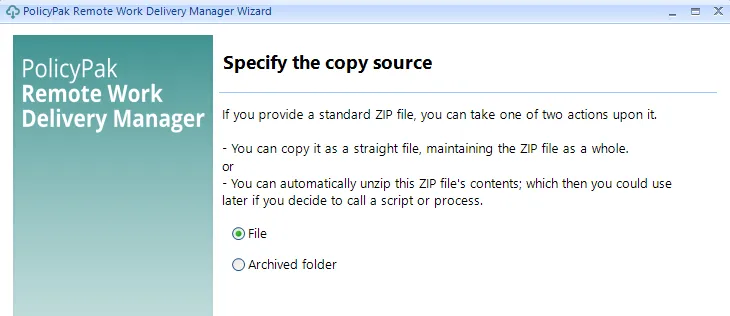 PolicyPak Remote Work Delivery Manager Wizard
PolicyPak
Remote Work
Delivery Manager
Specify the copy source
If you provide a standard ZIP file, you can take one of two actions upon it.
- You can copy it as a straight file, maintaining the ZIP file as a whole.
or
- You can automatically unzip this ZIP file's contents; which then you could use
later if you decide to call a script or process.
File
Archived folder